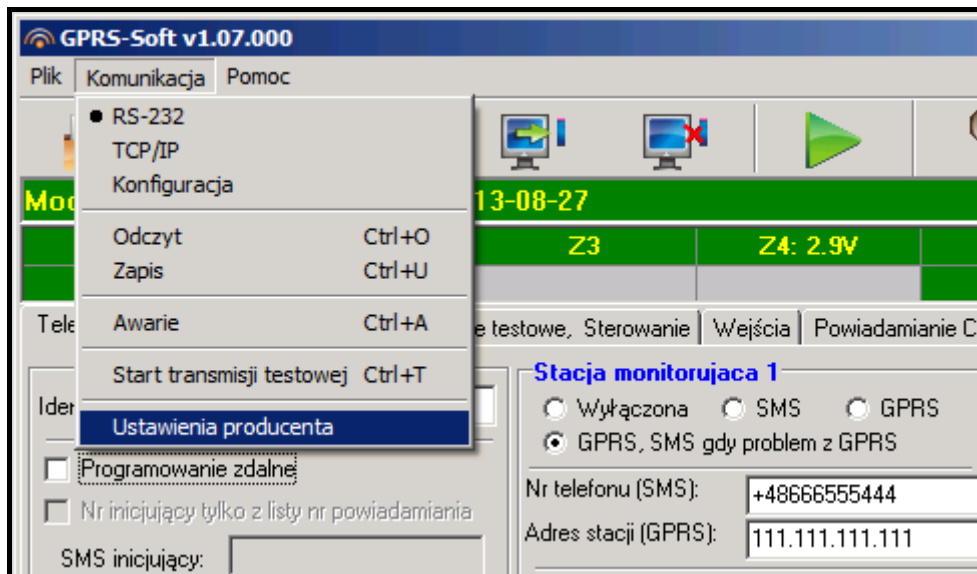 GPRS-Soft v1.07.000
Plik Komunikacja Pomoc
RS-232
TCP/IP
Konfiguracja
Odczyt Ctrl+O
Zapis Ctrl+U
Awarie Ctrl+A
Start transmisji testowej Ctrl+T
Ustawienia producenta
13-08-27
Z3 Z4: 2.9V
testowe, Sterowanie Wejścia Powiadamianie
Stacja monitorujaca 1
Wyłączona SMS GPRS
GPRS, SMS gdy problem z GPRS
Programowanie zdalne
Nr inicjujący tylko z listy nr powiadamiania
SMS inicjujący:
Nr telefonu (SMS): +48666555444
Adres stacji (GPRS): 111.111.111.111